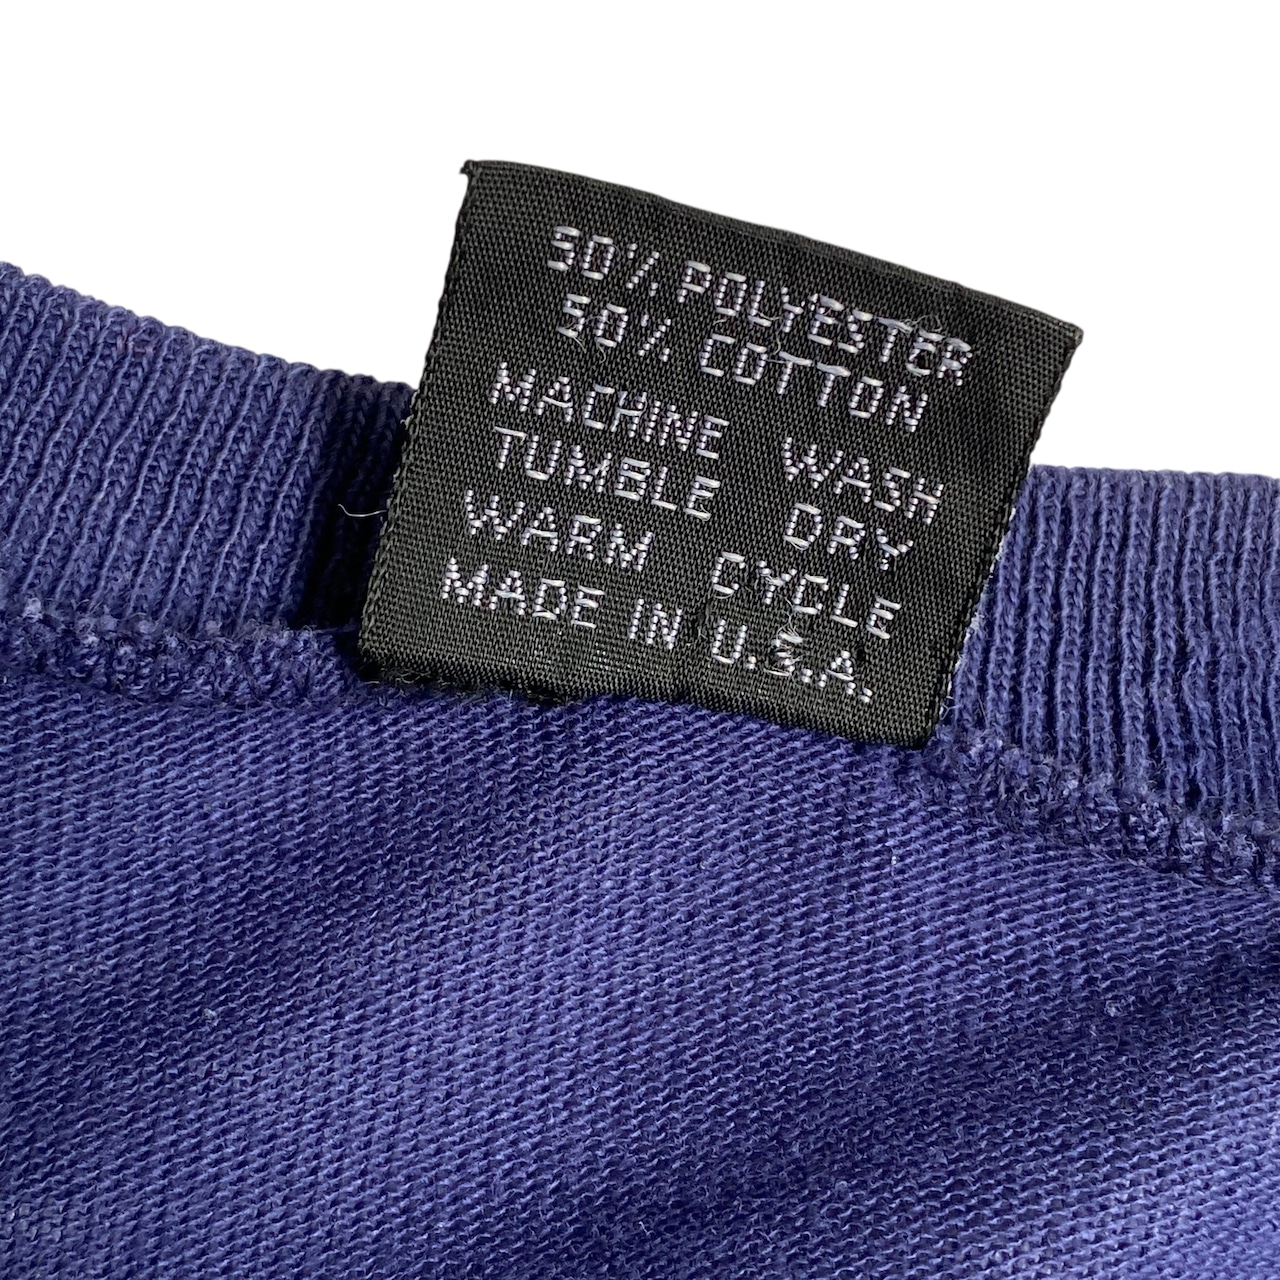 50% POLYESTER
50% COTTON
MACHINE WASH
TUMBLE DRY
WARM CYCLE
MADE IN U.S.A.